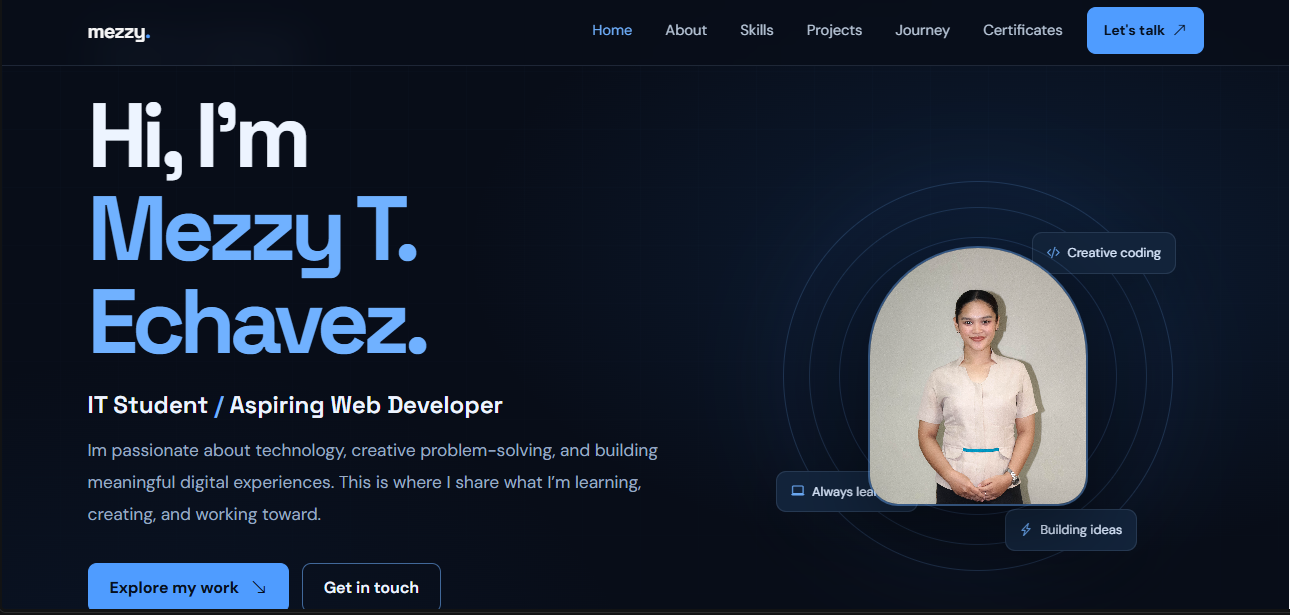 mezzy.
Home
About
Skills
Projects
Journey
Certificates
Let's talk
Hi, I’m
Mezzy T.
Echavez.
IT Student / Aspiring Web Developer
Im passionate about technology, creative problem-solving, and building
meaningful digital experiences. This is where I share what I’m learning,
creating, and working toward.
Explore my work
Get in touch
Creative coding
Always
Building ideas